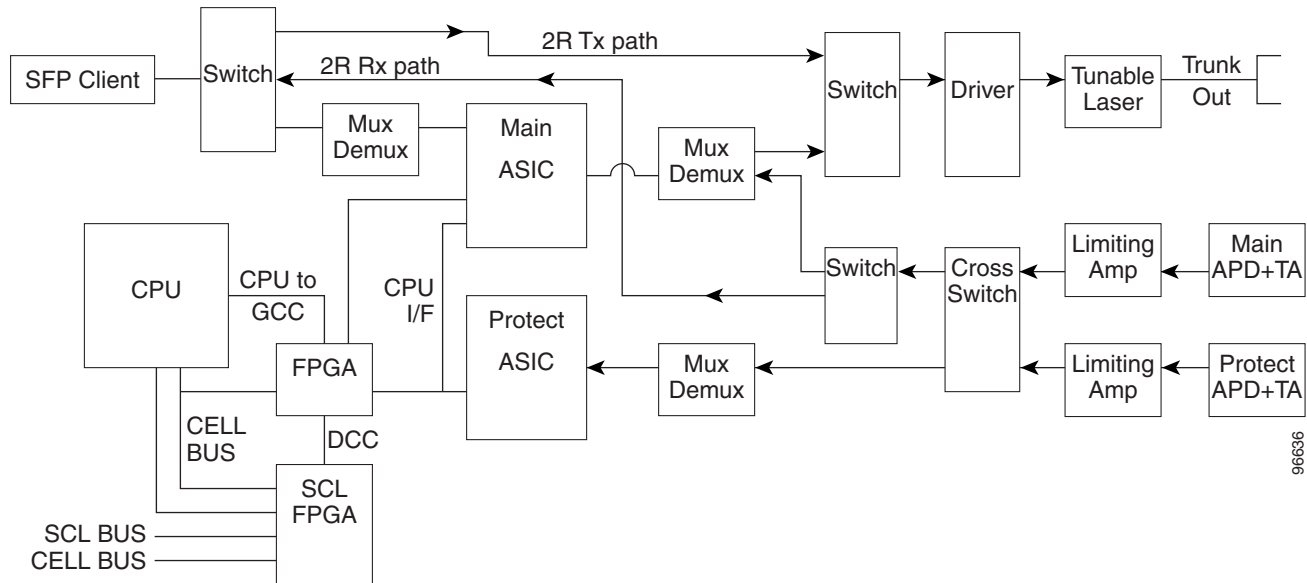 2R Tx path
SFP Client
Switch
2R Rx path
Switch
Driver
Tunable
Laser
Trunk
Out
Mux
Demux
Main
ASIC
Mux
Demux
CPU
CPU to
GCC
CPU
I/F
Switch
Cross
Switch
Limiting
Amp
Main
APD+TA
Protect
ASIC
FPGA
Mux
Demux
Limiting
Amp
Protect
APD+TA
CELL
BUS
DCC
SCL
FPGA
SCL BUS
CELL BUS
96636